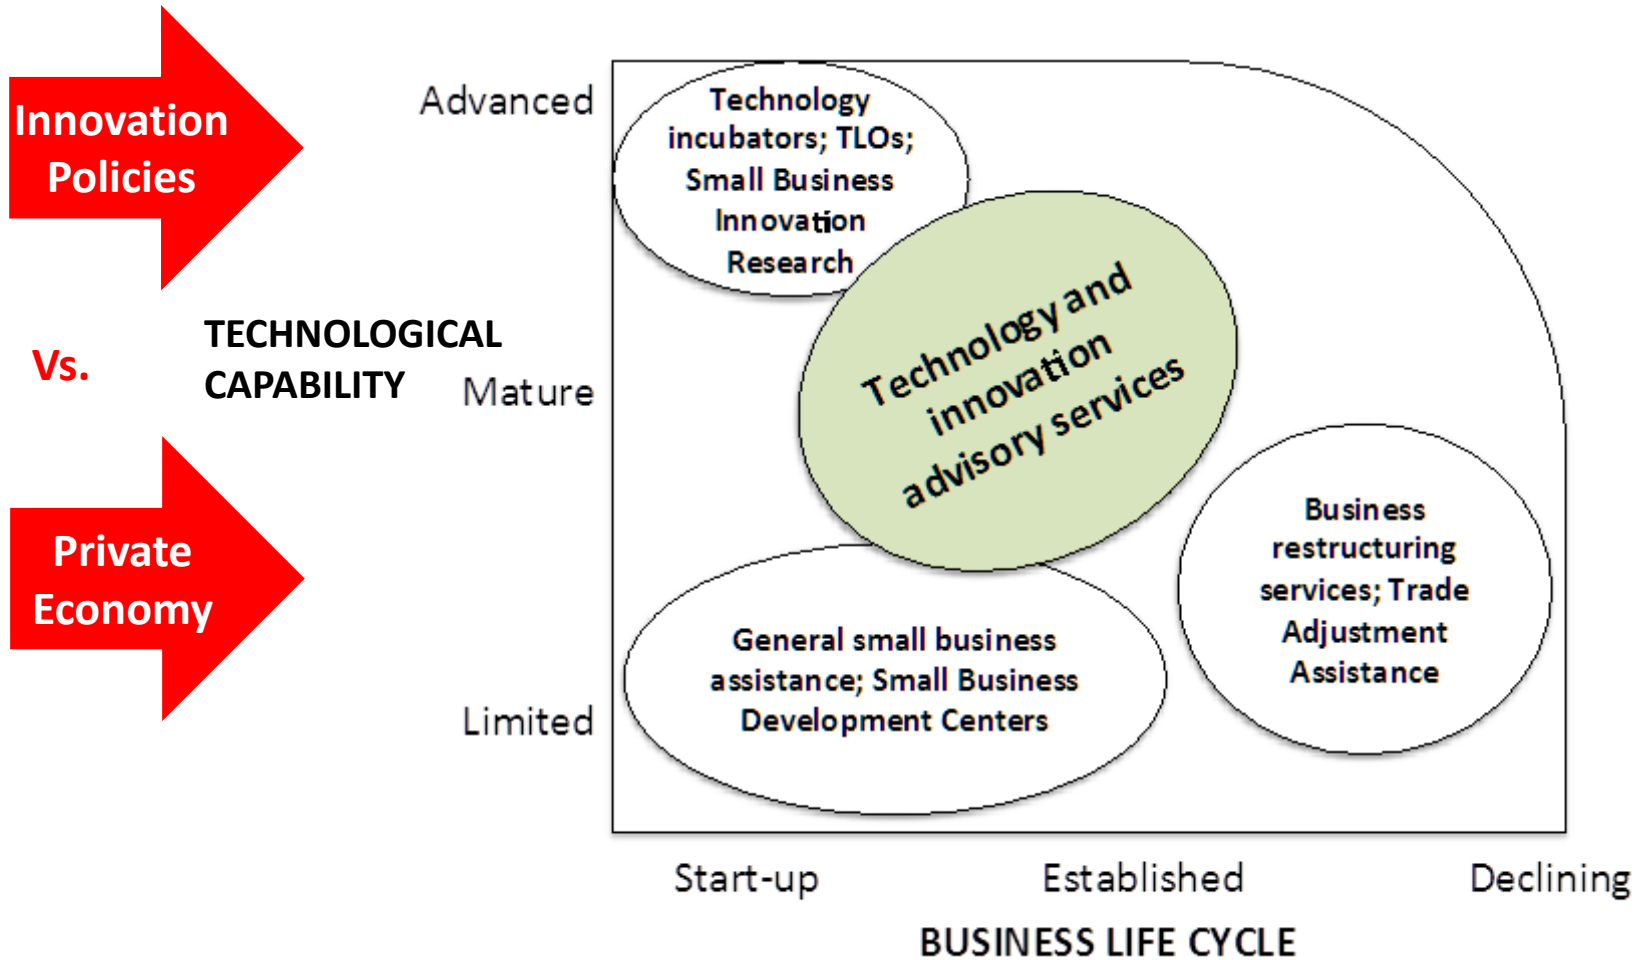 Innovation
Policies
Vs.
Private
Economy
TECHNOLOGICAL
CAPABILITY
Advanced
Mature
Limited
Technology
incubators; TLOs;
Small Business
Innovation
Research
Technology and
innovation
advisory services
General small business
assistance; Small Business
Development Centers
Business
restructuring
services; Trade
Adjustment
Assistance
Start-up
Established
Declining
BUSINESS LIFE CYCLE